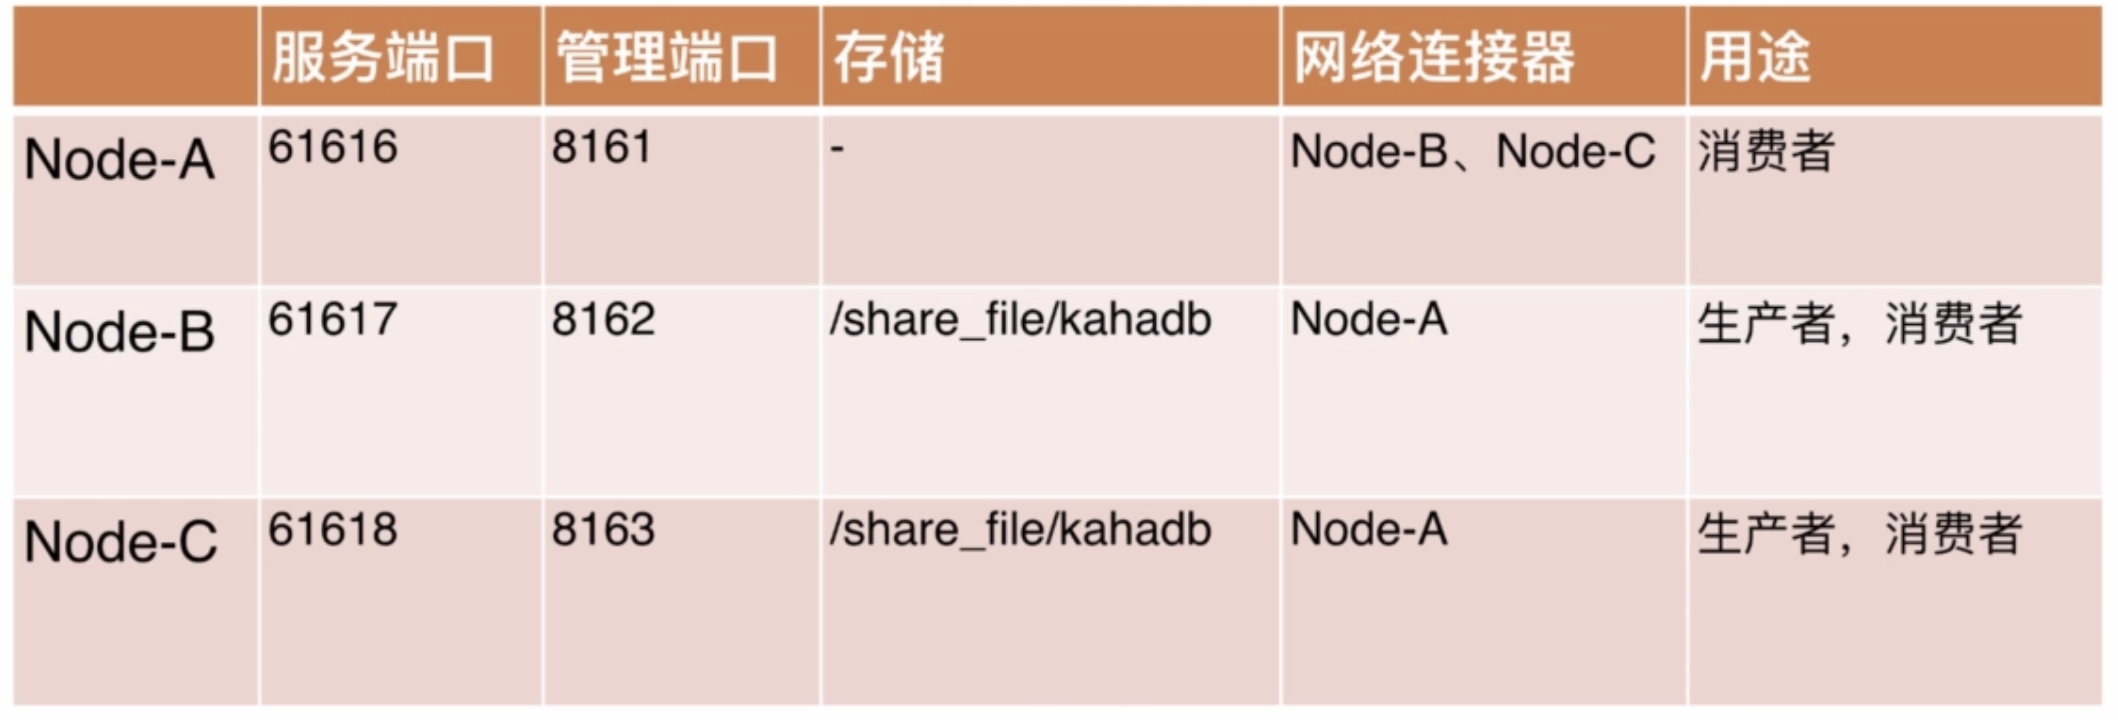 服务端口 管理端口 存储 网络连接器 用途
Node-A 61616 8161 - Node-B、Node-C 消费者
Node-B 61617 8162 /share_file/kahadb Node-A 生产者，消费者
Node-C 61618 8163 /share_file/kahadb Node-A 生产者，消费者